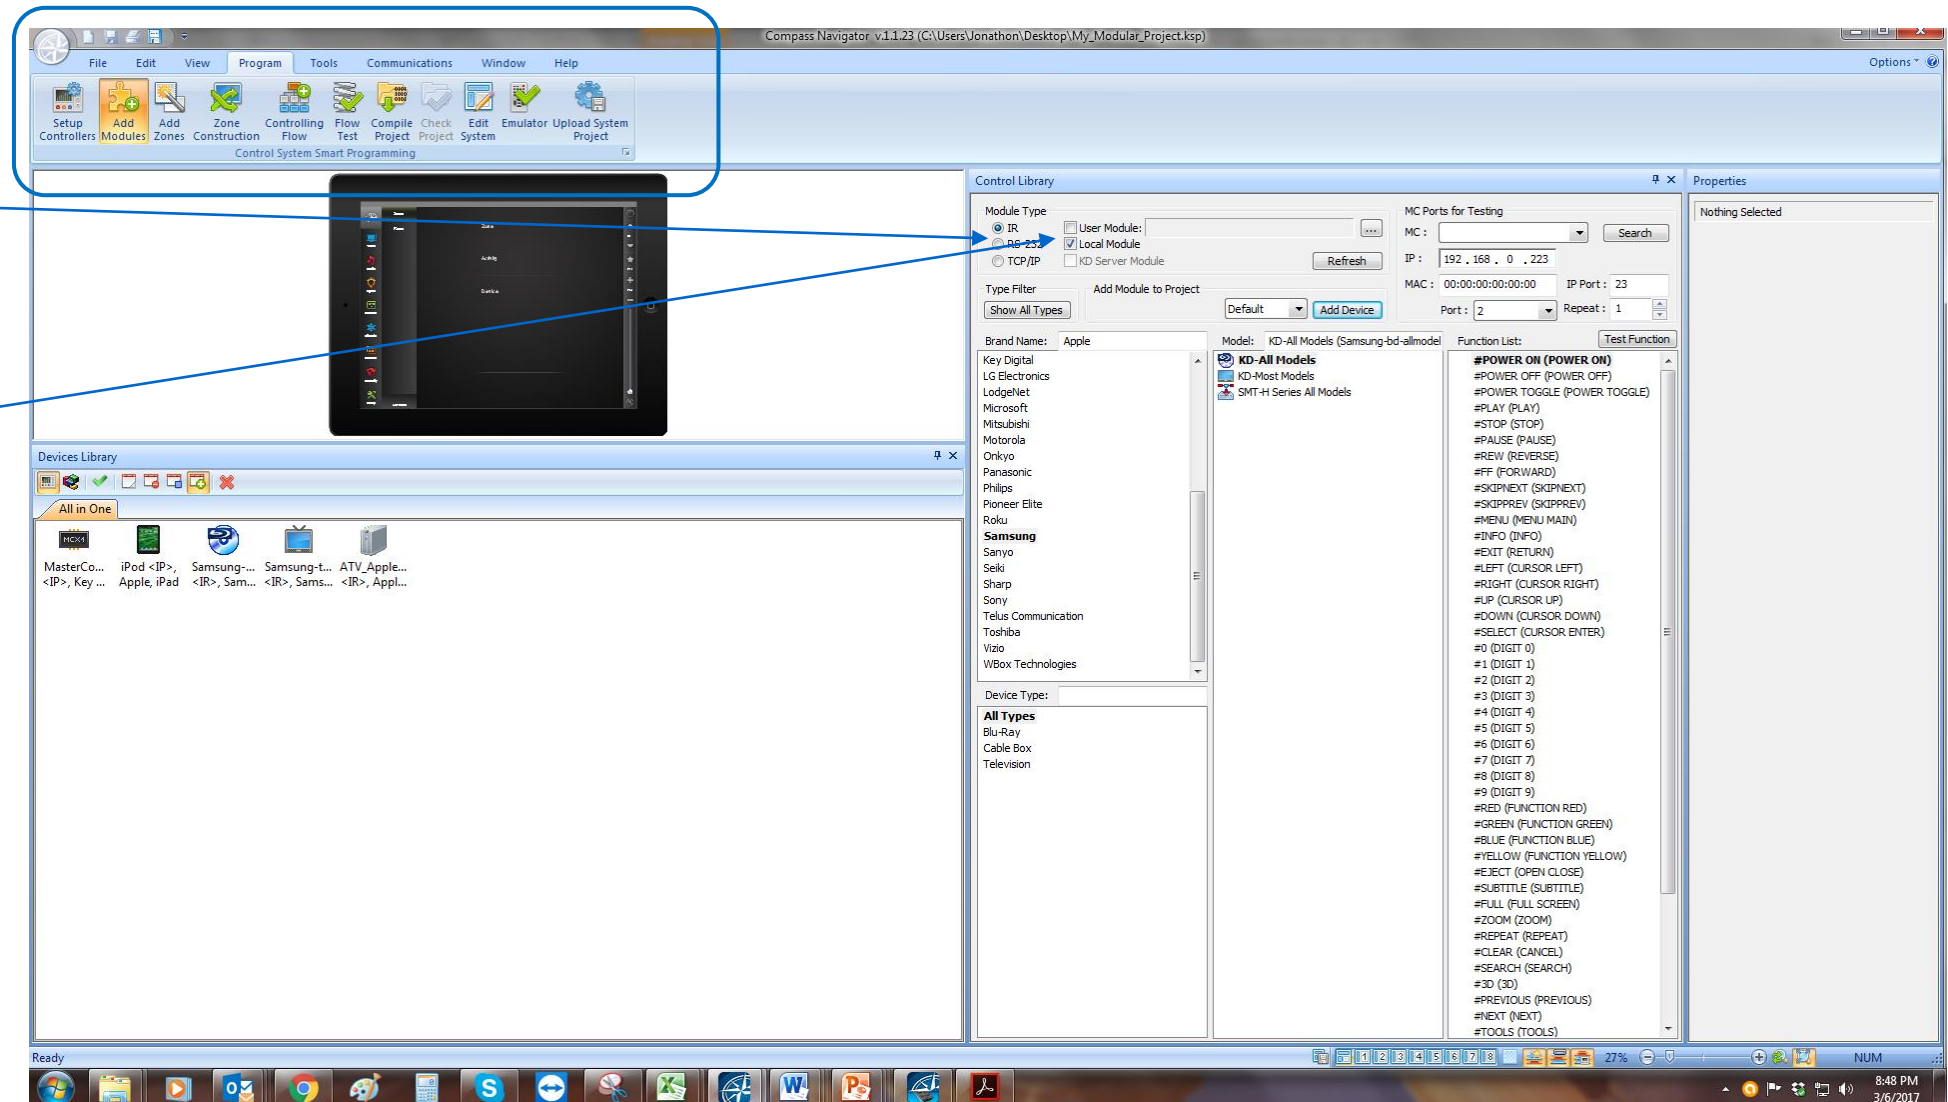 Compass Navigator v.1.1.23 (C:\Users\Jonathon\Desktop\My_Modular_Project.ksp)
File Edit View Program Tools Communications Window Help
Options
Setup Controllers
Add Modules
Add Zones
Zone Construction
Controlling Flow
Flow Test
Compile Project
Check Project
Edit System
Emulator
Upload System Project
Control System Smart Programming
Zone
Activity
Device
Devices Library
All in One
MCX4
MasterCo...
<IP>, Key ...
iPod <IP>,
Apple, iPad
Samsung-...
<IR>, Sam...
Samsung-t...
<IR>, Sams...
ATV_Apple...
<IR>, Appl...
Control Library
Module Type
IR
RS-232
TCP/IP
User Module:
...
Local Module
KD Server Module
Refresh
MC Ports for Testing
MC :
Search
IP : 192 . 168 . 0 . 223
MAC : 00:00:00:00:00:00 IP Port : 23
Port : 2 Repeat : 1
Type Filter
Show All Types
Add Module to Project
Default
Add Device
Brand Name: Apple
Key Digital
LG Electronics
LodgeNet
Microsoft
Mitsubishi
Motorola
Onkyo
Panasonic
Philips
Pioneer Elite
Roku
Samsung
Sanyo
Seiki
Sharp
Sony
Telus Communication
Toshiba
Vizio
WBox Technologies
Device Type:
All Types
Blu-Ray
Cable Box
Television
Model: KD-All Models (Samsung-bd-allmodel
KD-All Models
KD-Most Models
SMT-H Series All Models
Function List:
Test Function
#POWER ON (POWER ON)
#POWER OFF (POWER OFF)
#POWER TOGGLE (POWER TOGGLE)
#PLAY (PLAY)
#STOP (STOP)
#PAUSE (PAUSE)
#REW (REVERSE)
#FF (FORWARD)
#SKIPNEXT (SKIPNEXT)
#SKIPPREV (SKIPPREV)
#MENU (MENU MAIN)
#INFO (INFO)
#EXIT (RETURN)
#LEFT (CURSOR LEFT)
#RIGHT (CURSOR RIGHT)
#UP (CURSOR UP)
#DOWN (CURSOR DOWN)
#SELECT (CURSOR ENTER)
#0 (DIGIT 0)
#1 (DIGIT 1)
#2 (DIGIT 2)
#3 (DIGIT 3)
#4 (DIGIT 4)
#5 (DIGIT 5)
#6 (DIGIT 6)
#7 (DIGIT 7)
#8 (DIGIT 8)
#9 (DIGIT 9)
#RED (FUNCTION RED)
#GREEN (FUNCTION GREEN)
#BLUE (FUNCTION BLUE)
#YELLOW (FUNCTION YELLOW)
#EJECT (OPEN CLOSE)
#SUBTITLE (SUBTITLE)
#FULL (FULL SCREEN)
#ZOOM (ZOOM)
#REPEAT (REPEAT)
#CLEAR (CANCEL)
#SEARCH (SEARCH)
#3D (3D)
#PREVIOUS (PREVIOUS)
#NEXT (NEXT)
#TOOLS (TOOLS)
Properties
Nothing Selected
Ready
1 2 3 4 5 6 7 8
27%
NUM
8:48 PM
3/6/2017